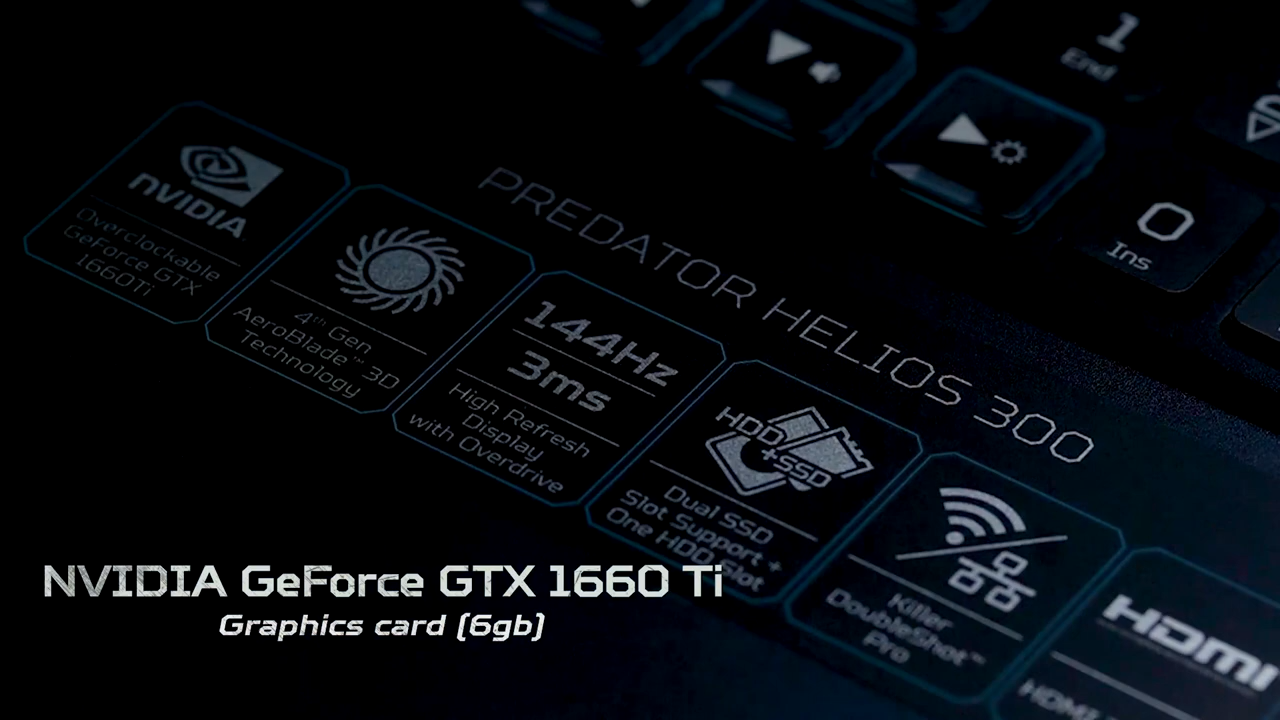 1
End
0
Ins
PREDATOR HELIOS 300
nVIDIA
Overclockable
GeForce GTX
1660Ti
4th Gen
AeroBlade™ 3D
Technology
144Hz
3ms
High Refresh
Display
with Overdrive
HDD
+SSD
Dual SSD
Slot Support +
One HDD Slot
Killer
DoubleShot™
Pro
HDMI
HDMI
NVIDIA GeForce GTX 1660 Ti
Graphics card (6gb)